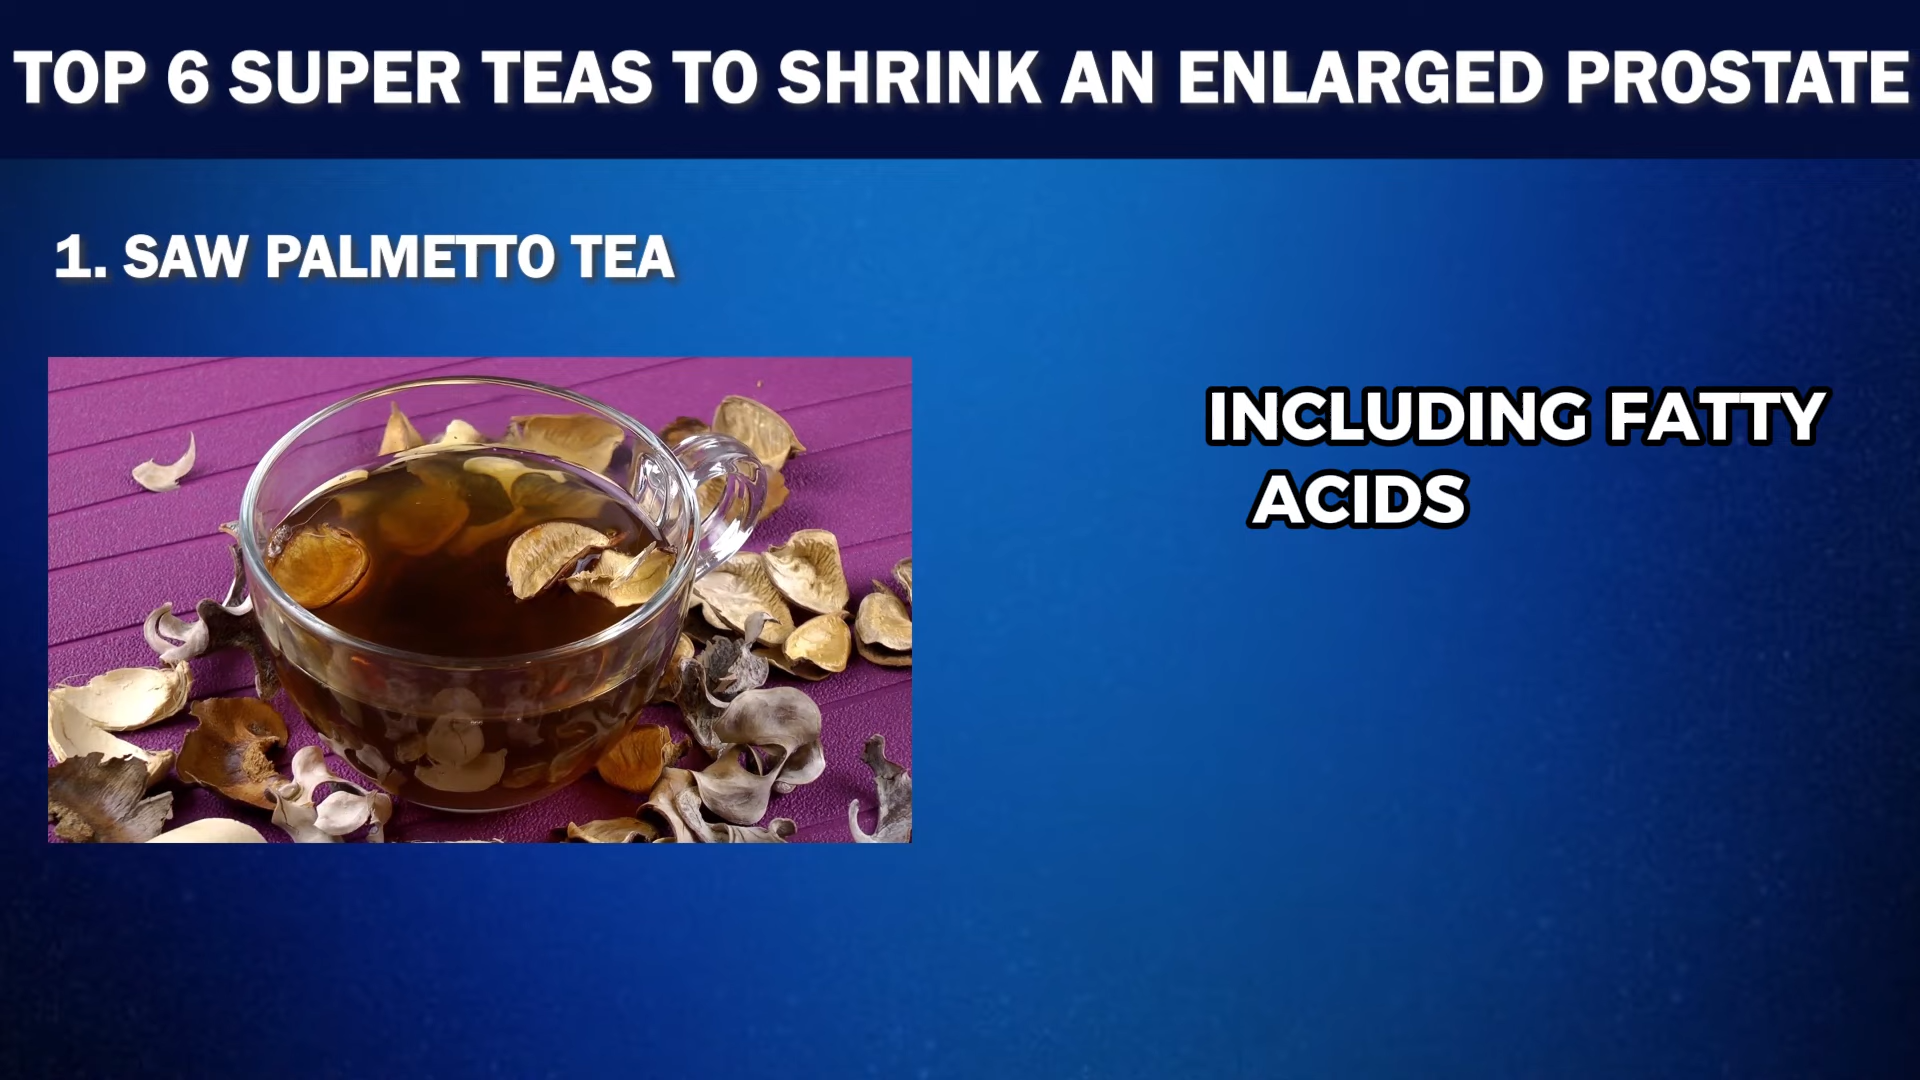 TOP 6 SUPER TEAS TO SHRINK AN ENLARGED PROSTATE
1. SAW PALMETTO TEA
INCLUDING FATTY
ACIDS